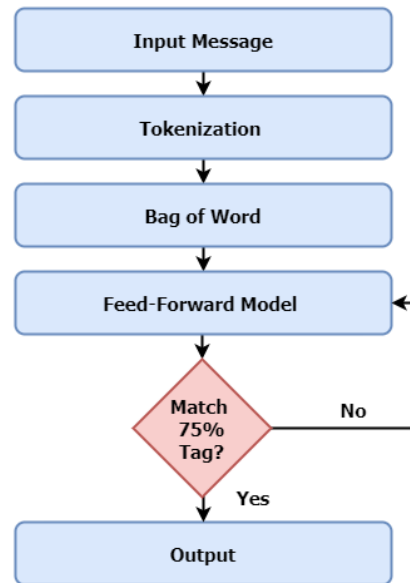 Input Message
Tokenization
Bag of Word
Feed-Forward Model
Match
75%
Tag?
No
Yes
Output